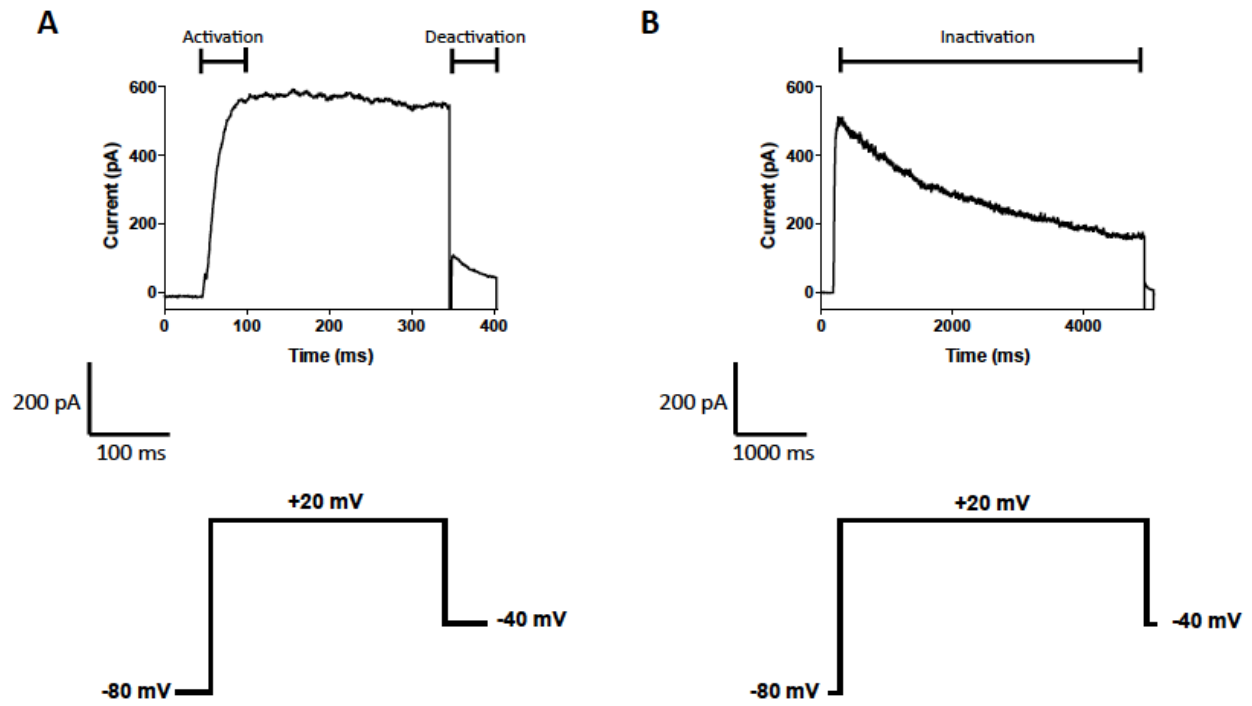 A
Activation
Deactivation
600
400
200
0
Current (pA)
0
100
200
300
400
Time (ms)
200 pA
100 ms
+20 mV
-40 mV
-80 mV
B
Inactivation
600
400
200
0
Current (pA)
0
2000
4000
Time (ms)
200 pA
1000 ms
+20 mV
-40 mV
-80 mV